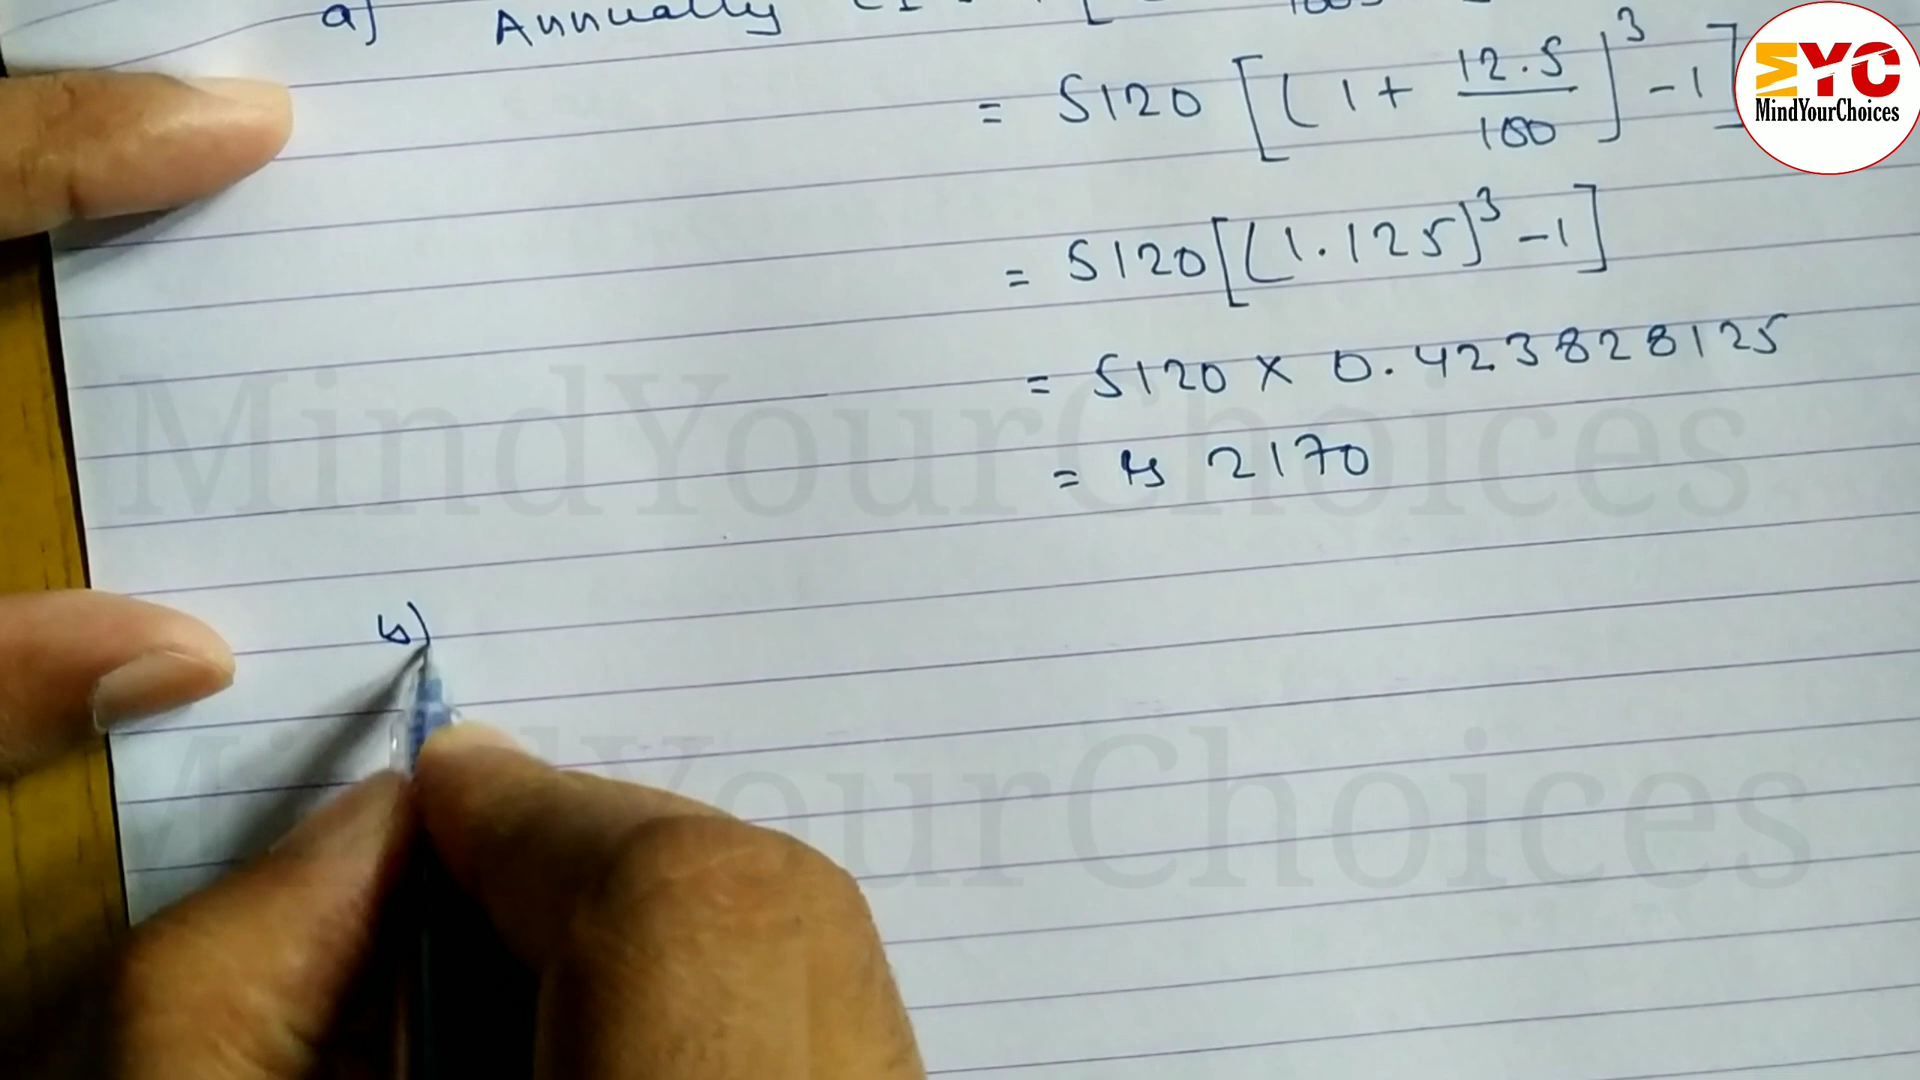 a) Annually CI
= 5120 [(1 + 12.5/100]^3 - 1]
= 5120[(1.125]^3 - 1]
= 5120 × 0.423828125
= Rs 2170
b)
MYC
MindYourChoices
MindYourChoices
MindYourChoices